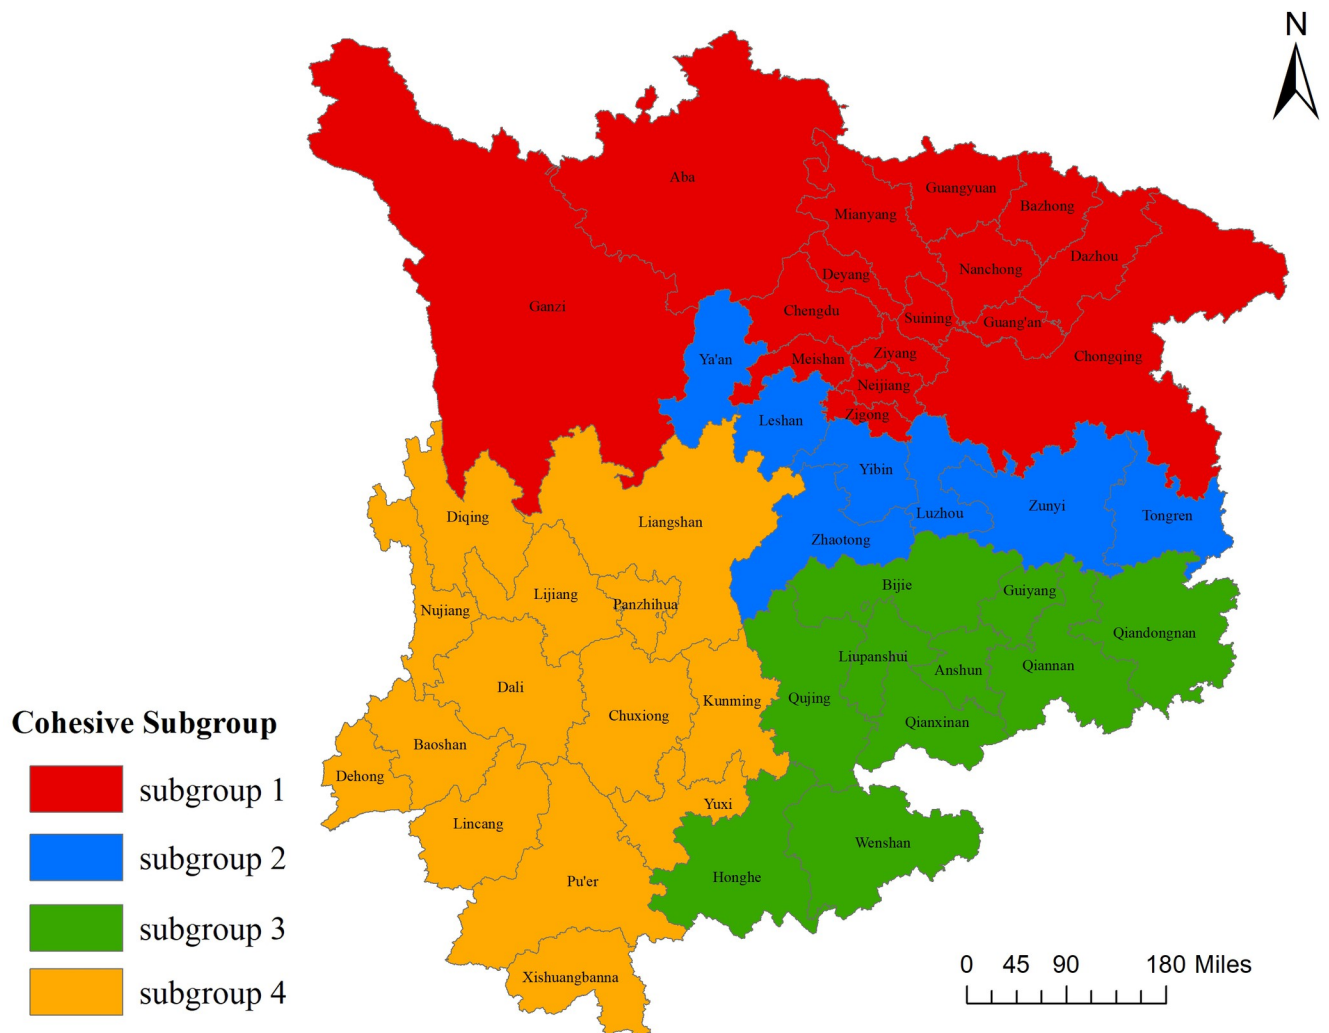 N
Aba
Guangyuan
Bazhong
Mianyang
Dazhou
Nanchong
Deyang
Ganzi
Chengdu
Suining
Guang'an
Chongqing
Ya'an
Meishan
Ziyang
Neijiang
Zigong
Leshan
Yibin
Zunyi
Luzhou
Tongren
Diqing
Liangshan
Zhaotong
Bijie
Guiyang
Lijiang
Panzhihua
Nujiang
Qiandongnan
Liupanshui
Anshun
Qiannan
Dali
Qujing
Kunming
Chuxiong
Qianxinan
Baoshan
Dehong
Yuxi
Lincang
Wenshan
Honghe
Pu'er
Xishuangbanna
Cohesive Subgroup
subgroup 1
subgroup 2
subgroup 3
subgroup 4
0 45 90 180 Miles